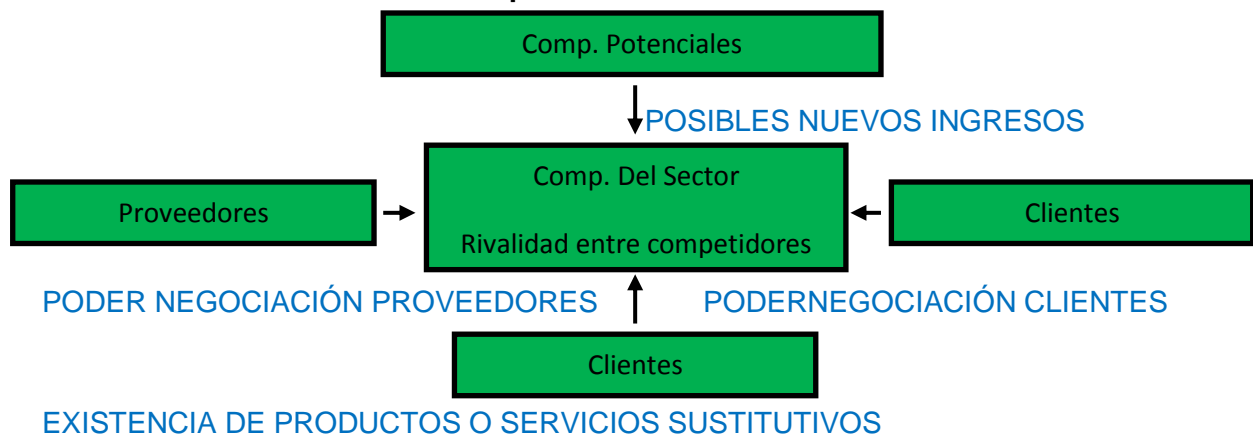 Comp. Potenciales
POSIBLES NUEVOS INGRESOS
Comp. Del Sector
Proveedores
Clientes
Rivalidad entre competidores
PODER NEGOCIACIÓN PROVEEDORES
PODERNEGOCIACIÓN CLIENTES
Clientes
EXISTENCIA DE PRODUCTOS O SERVICIOS SUSTITUTIVOS